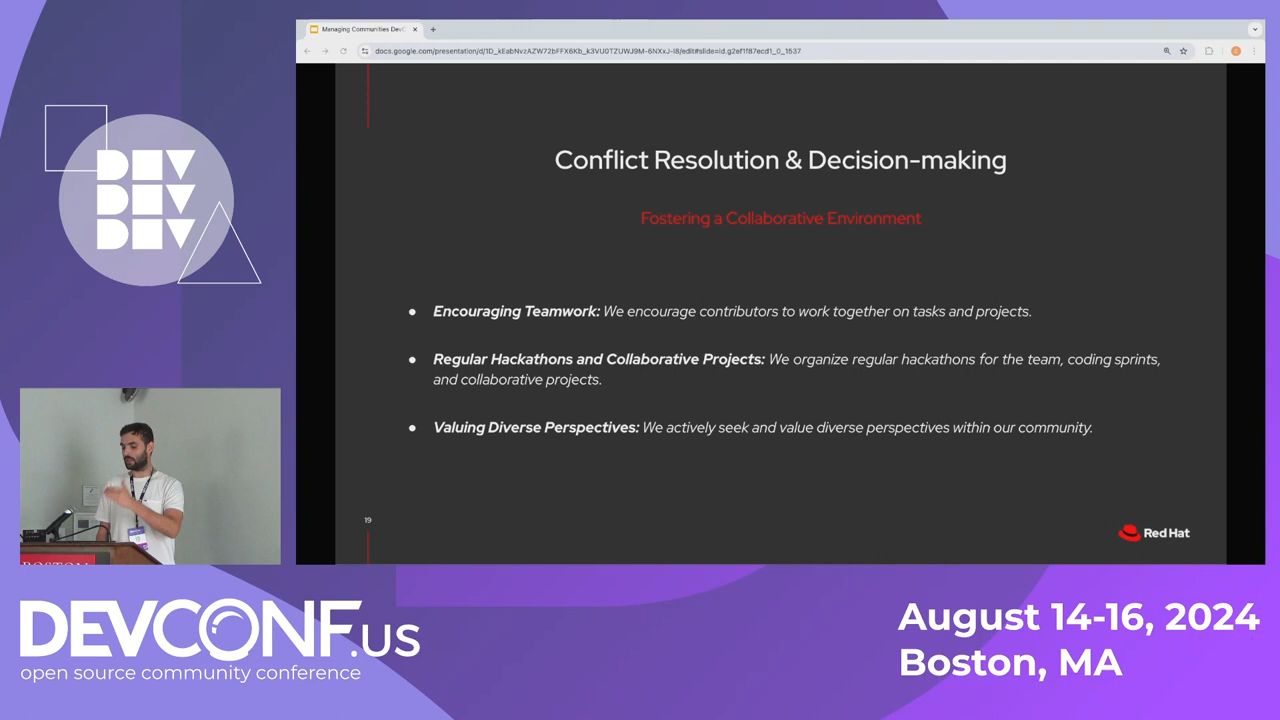 Managing Communities DevC
docs.google.com/presentation/d/1D_kEabNvzAZW72bFFX6Kb_k3VU0TZUWJ9M-6NXxJ-I8/edit#slide=id.g2ef1f87ecd1_0_1537
DEV
DEV
DEV
Conflict Resolution & Decision-making
Fostering a Collaborative Environment
● Encouraging Teamwork: We encourage contributors to work together on tasks and projects.
● Regular Hackathons and Collaborative Projects: We organize regular hackathons for the team, coding sprints,
and collaborative projects.
● Valuing Diverse Perspectives: We actively seek and value diverse perspectives within our community.
19
Red Hat
BOSTON
DEVCONF.US
open source community conference
August 14-16, 2024
Boston, MA